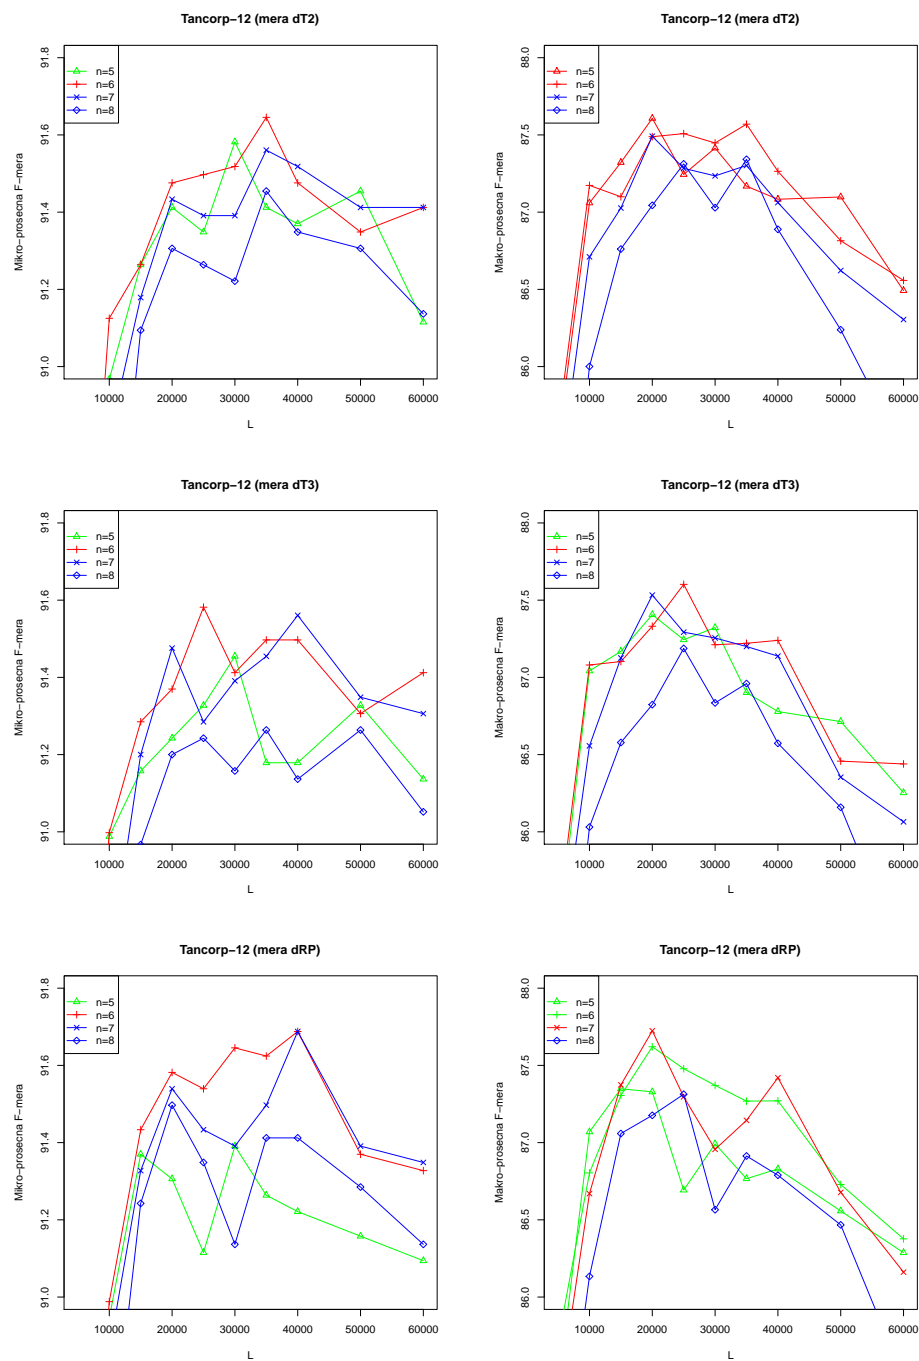 Tancorp−12 (mera dT2)
Mikro−prosecna F−mera
91.8
91.6
91.4
91.2
91.0
n=5
n=6
n=7
n=8
10000 20000 30000 40000 50000 60000
L
Tancorp−12 (mera dT2)
Makro−prosecna F−mera
88.0
87.5
87.0
86.5
86.0
n=5
n=6
n=7
n=8
10000 20000 30000 40000 50000 60000
L
Tancorp−12 (mera dT3)
Mikro−prosecna F−mera
91.8
91.6
91.4
91.2
91.0
n=5
n=6
n=7
n=8
10000 20000 30000 40000 50000 60000
L
Tancorp−12 (mera dT3)
Makro−prosecna F−mera
88.0
87.5
87.0
86.5
86.0
n=5
n=6
n=7
n=8
10000 20000 30000 40000 50000 60000
L
Tancorp−12 (mera dRP)
Mikro−prosecna F−mera
91.8
91.6
91.4
91.2
91.0
n=5
n=6
n=7
n=8
10000 20000 30000 40000 50000 60000
L
Tancorp−12 (mera dRP)
Makro−prosecna F−mera
88.0
87.5
87.0
86.5
86.0
n=5
n=6
n=7
n=8
10000 20000 30000 40000 50000 60000
L